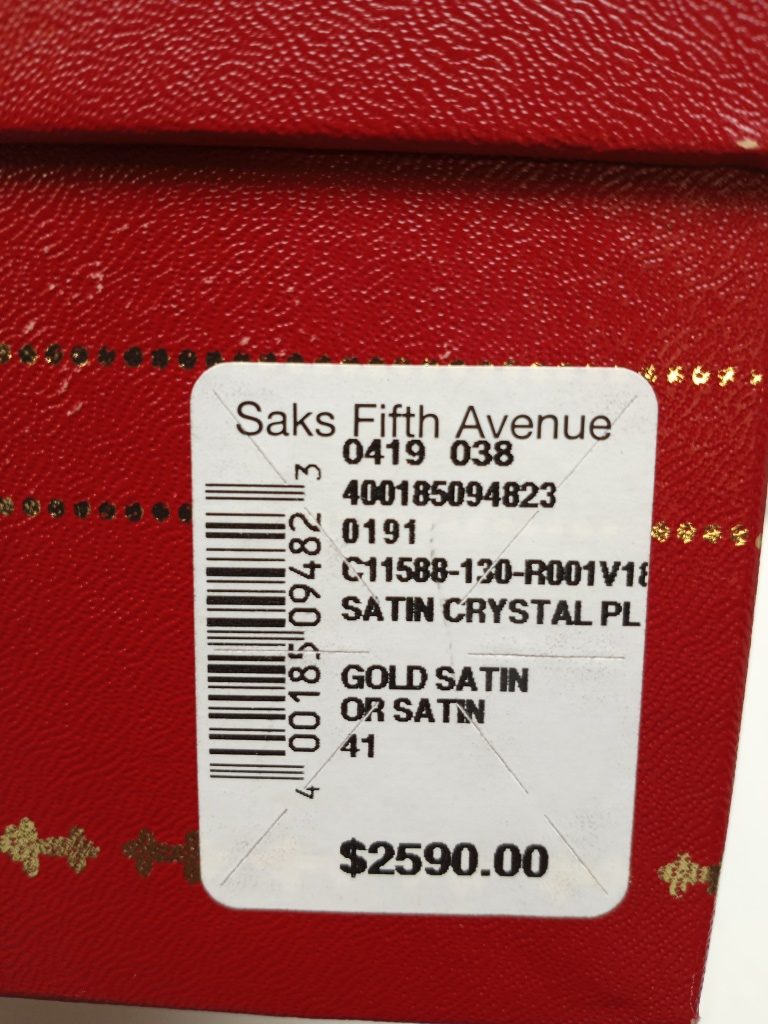 Saks Fifth Avenue
0419 038
400185094823
0191
C11588-130-R001V18
SATIN CRYSTAL PL
GOLD SATIN
OR SATIN
41
$2590.00
4 00185 09482 3